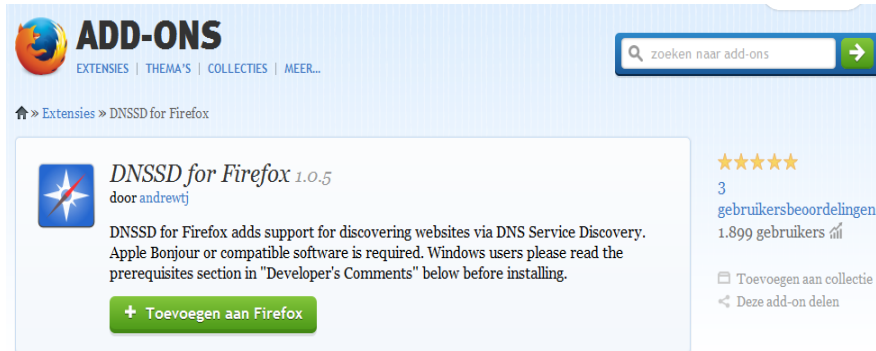 ADD-ONS
EXTENSIES | THEMA'S | COLLECTIES | MEER...
zoeken naar add-ons
» Extensies » DNSSD for Firefox
DNSSD for Firefox 1.0.5
door andrewtj
DNSSD for Firefox adds support for discovering websites via DNS Service Discovery.
Apple Bonjour or compatible software is required. Windows users please read the
prerequisites section in "Developer's Comments" below before installing.
+ Toevoegen aan Firefox
3
gebruikersbeoordelingen
1.899 gebruikers
Toevoegen aan collectie
Deze add-on delen